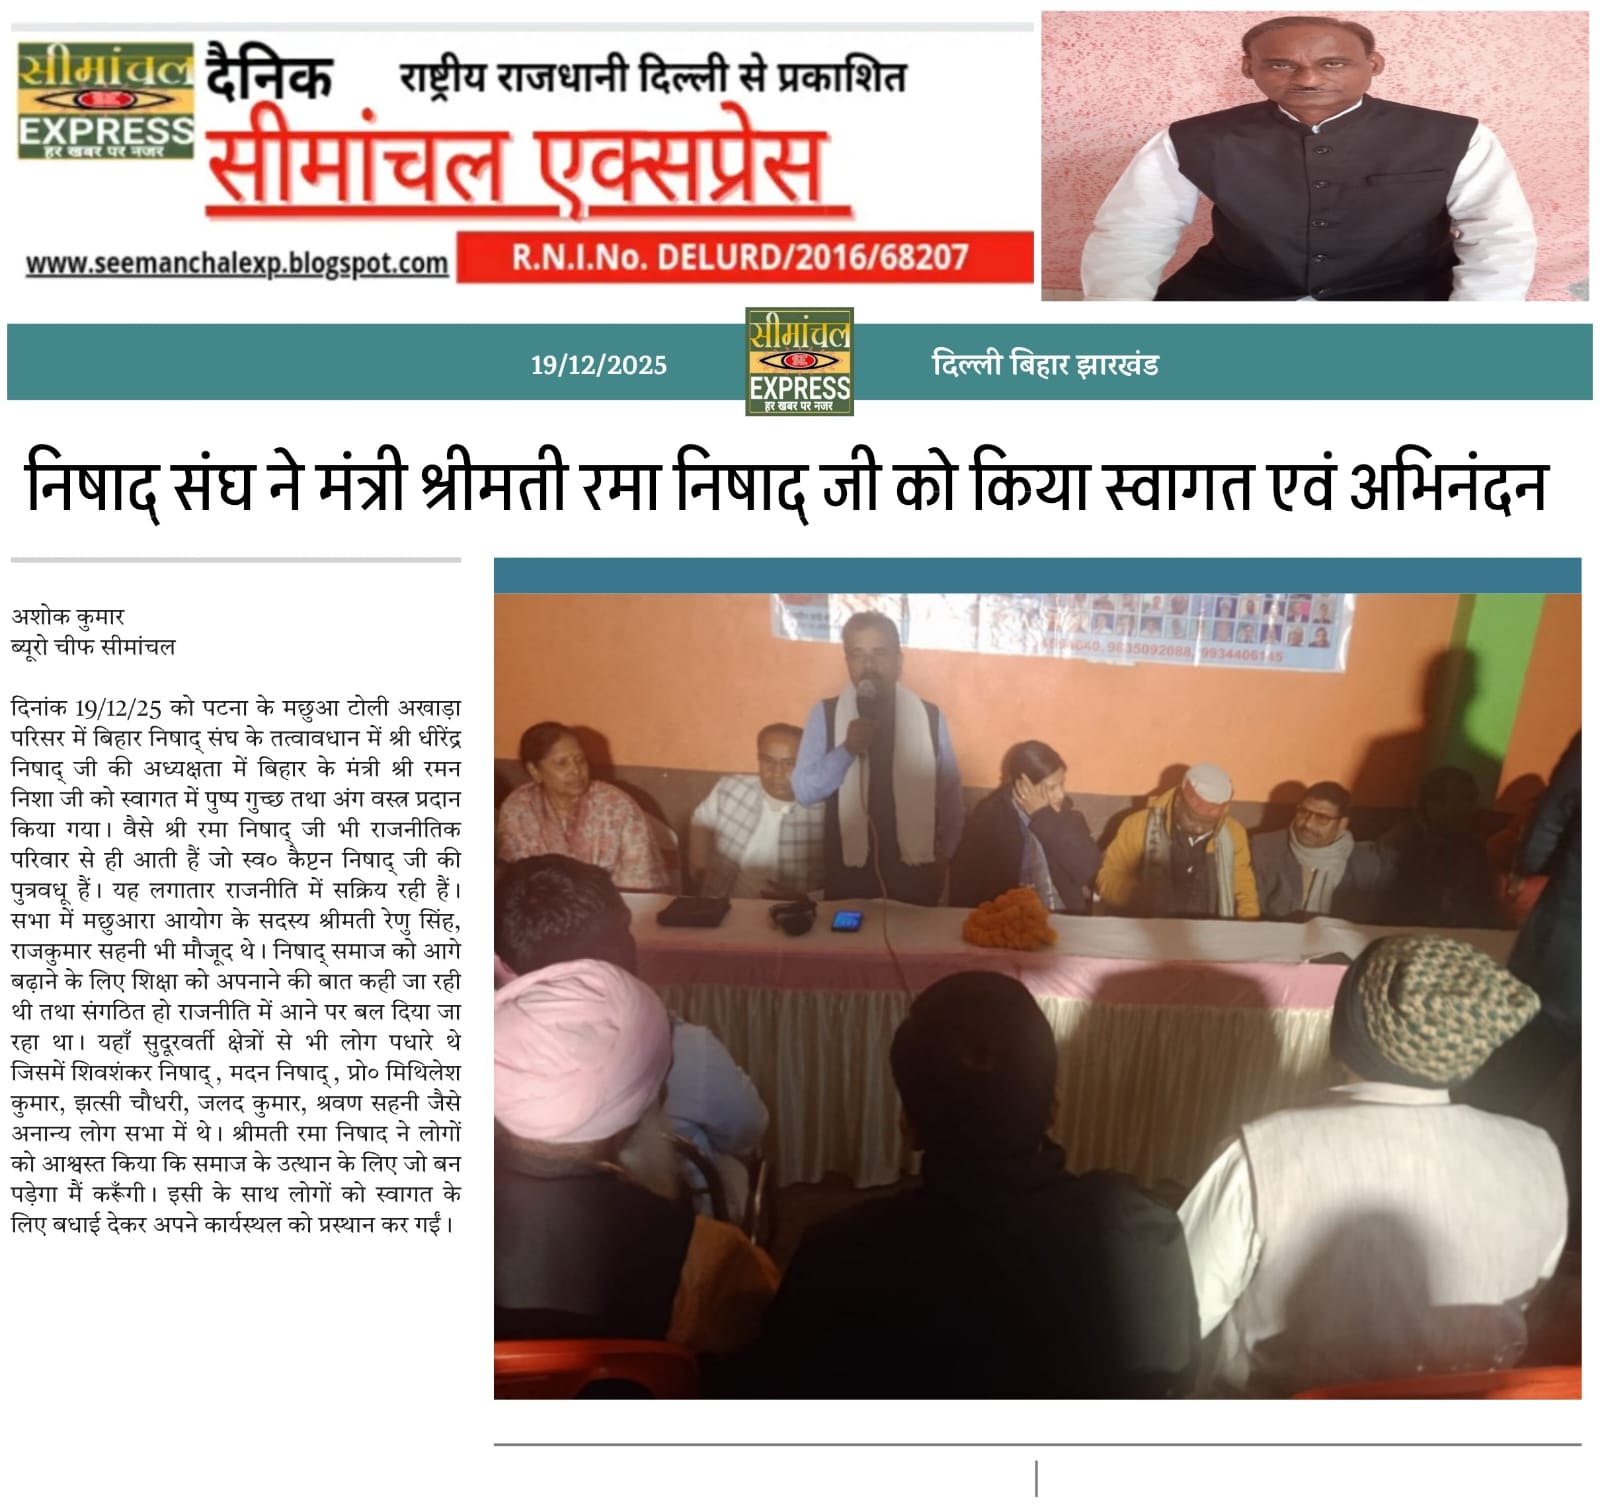 सीमांचल
EXPRESS
हर खबर पर नजर
दैनिक
राष्ट्रीय राजधानी दिल्ली से प्रकाशित
सीमांचल एक्सप्रेस
www.seemanchalexp.blogspot.com
R.N.I.No. DELURD/2016/68207
19/12/2025
सीमांचल
EXPRESS
हर खबर पर नजर
दिल्ली बिहार झारखंड
निषाद् संघ ने मंत्री श्रीमती रमा निषाद् जी को किया स्वागत एवं अभिनंदन
अशोक कुमार
ब्यूरो चीफ सीमांचल
दिनांक 19/12/25 को पटना के मछुआ टोली अखाड़ा
परिसर में बिहार निषाद् संघ के तत्वावधान में श्री धीरेंद्र
निषाद् जी की अध्यक्षता में बिहार के मंत्री श्री रमन
निशा जी को स्वागत में पुष्प गुच्छ तथा अंग वस्त्र प्रदान
किया गया। वैसे श्री रमा निषाद् जी भी राजनीतिक
परिवार से ही आती हैं जो स्व० कैप्टन निषाद् जी की
पुत्रवधू हैं। यह लगातार राजनीति में सक्रिय रही हैं।
सभा में मछुआरा आयोग के सदस्य श्रीमती रेणु सिंह,
राजकुमार सहनी भी मौजूद थे। निषाद् समाज को आगे
बढ़ाने के लिए शिक्षा को अपनाने की बात कही जा रही
थी तथा संगठित हो राजनीति में आने पर बल दिया जा
रहा था। यहाँ सुदूरवर्ती क्षेत्रों से भी लोग पधारे थे
जिसमें शिवशंकर निषाद्, मदन निषाद्, प्रो० मिथिलेश
कुमार, झत्सी चौधरी, जलद कुमार, श्रवण सहनी जैसे
अनान्य लोग सभा में थे। श्रीमती रमा निषाद ने लोगों
को आश्वस्त किया कि समाज के उत्थान के लिए जो बन
पड़ेगा मैं करूँगी। इसी के साथ लोगों को स्वागत के
लिए बधाई देकर अपने कार्यस्थल को प्रस्थान कर गईं।
9835092088, 9934406145